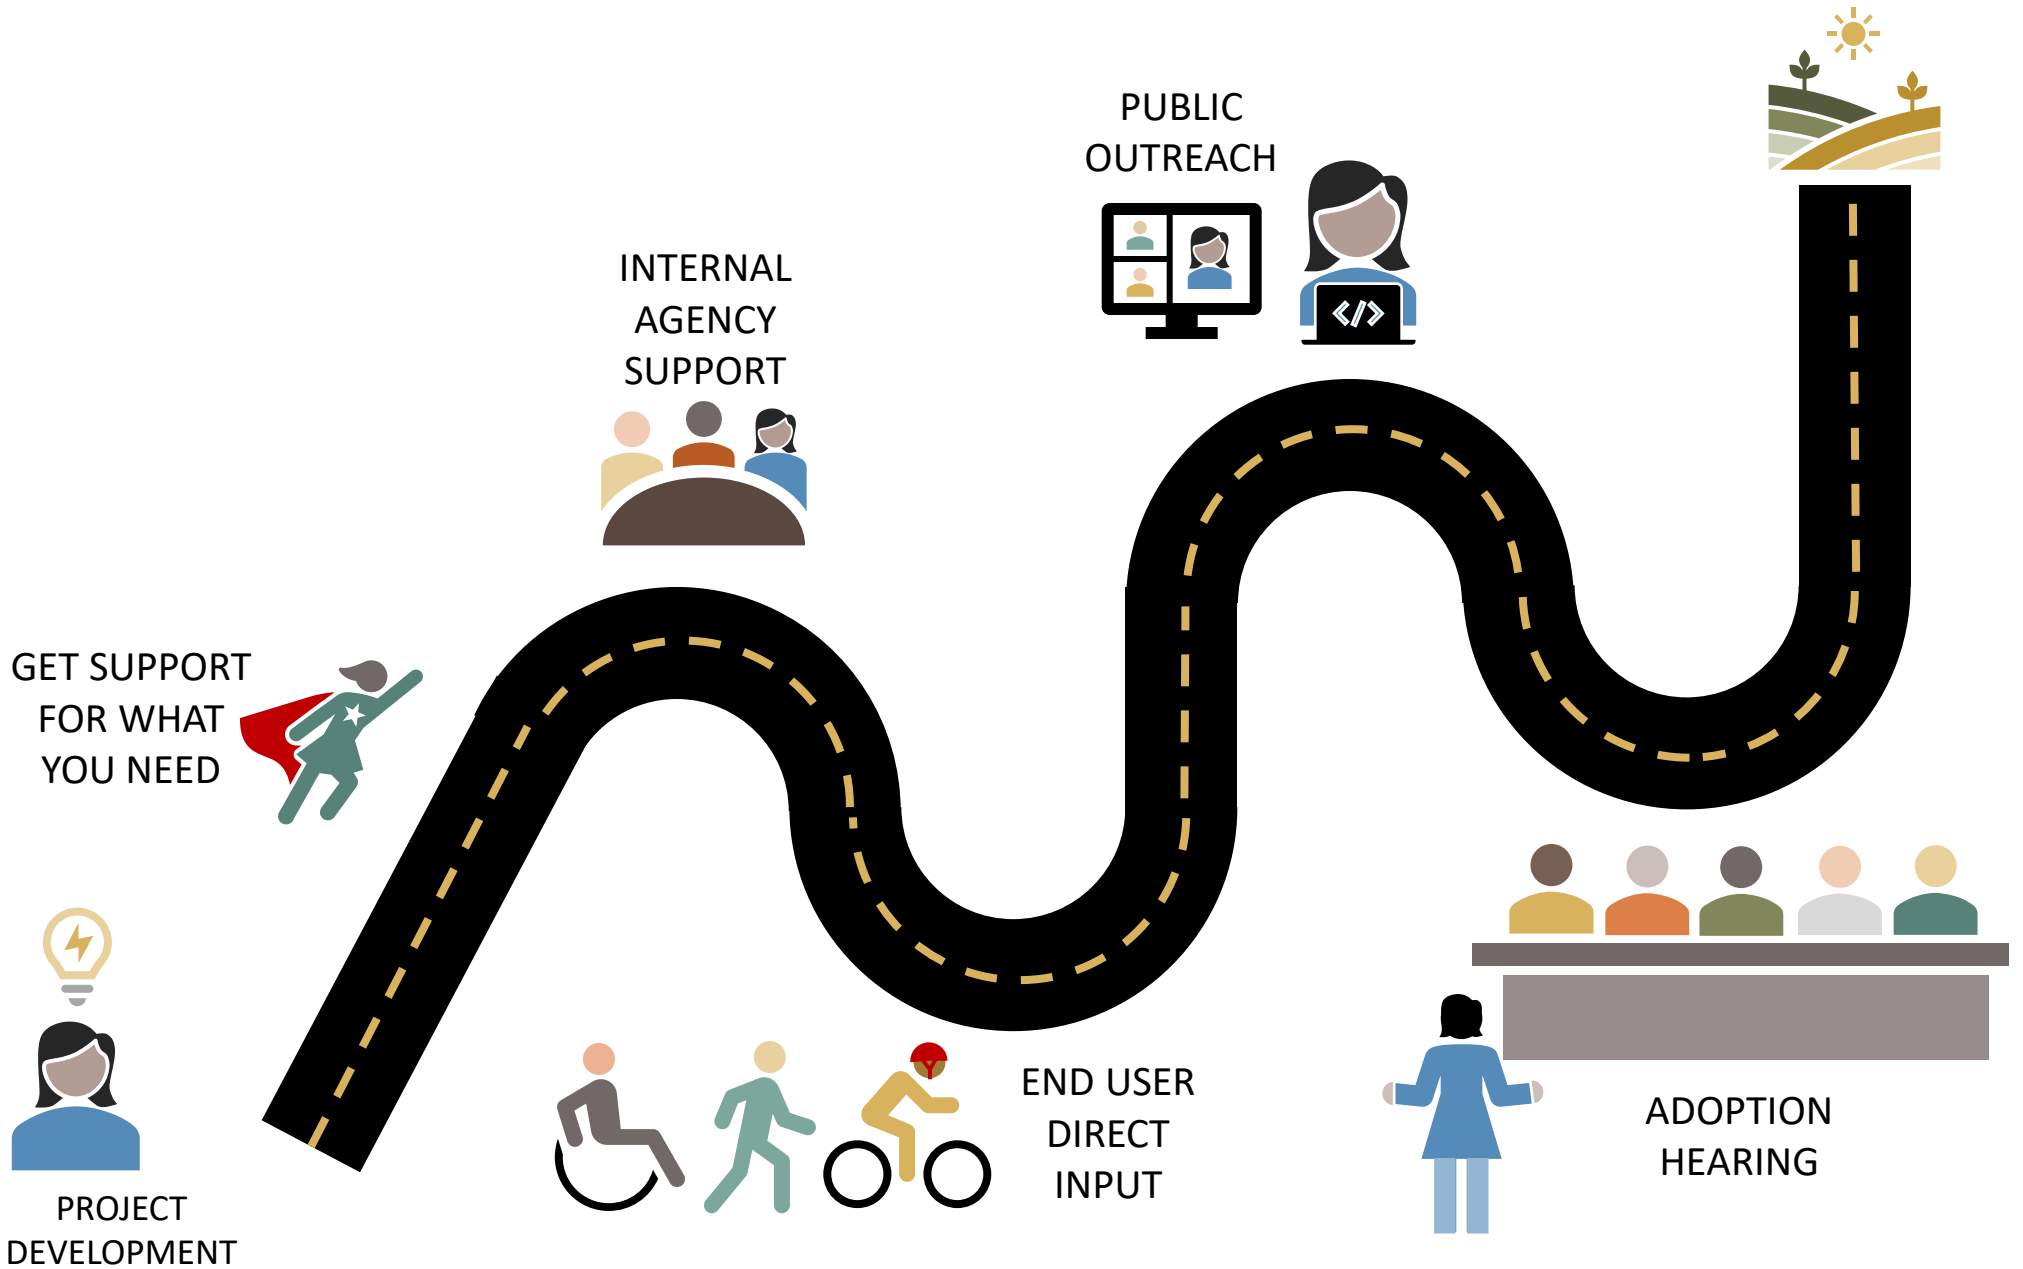 PROJECT
DEVELOPMENT
GET SUPPORT
FOR WHAT
YOU NEED
INTERNAL
AGENCY
SUPPORT
END USER
DIRECT
INPUT
PUBLIC
OUTREACH
</>
ADOPTION
HEARING